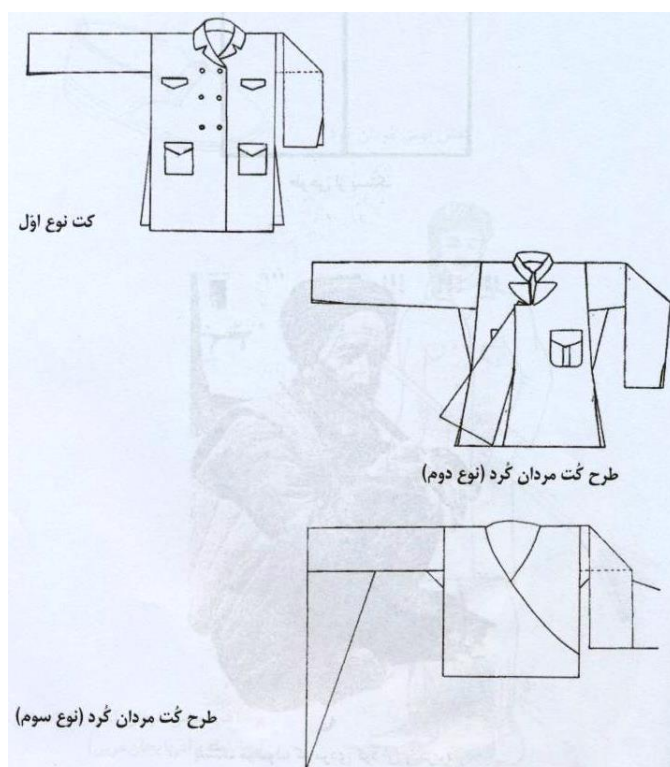 کت نوع اوّل
طرح کُت مردان کُرد (نوع دوم)
طرح کُت مردان کُرد (نوع سوم)